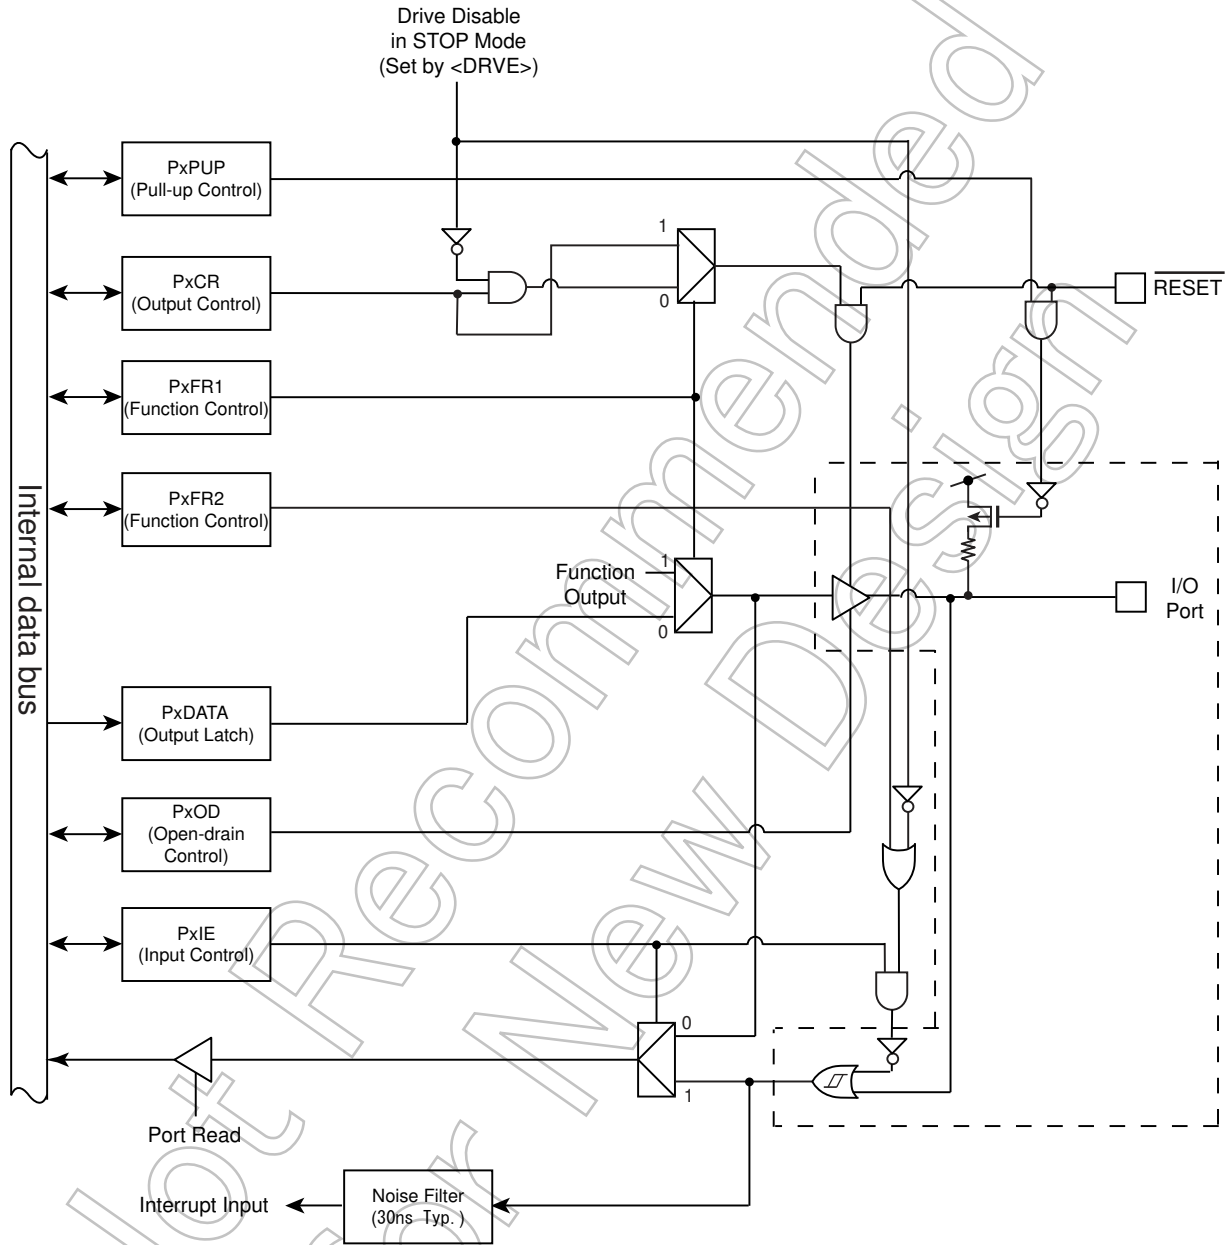 Drive Disable
in STOP Mode
(Set by <DRVE>)
PxPUP
(Pull-up Control)
1
PxCR
(Output Control)
0
RESET
PxFR1
(Function Control)
PxFR2
(Function Control)
Internal data bus
1
Function
Output
0
I/O
Port
PxDATA
(Output Latch)
PxOD
(Open-drain
Control)
PxIE
(Input Control)
0
1
Port Read
Interrupt Input
Noise Filter
(30ns Typ.)
Not Recommended
for New Design